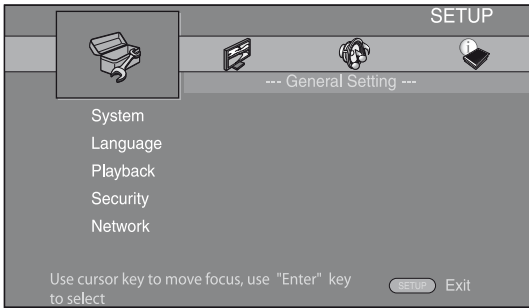 SETUP
--- General Setting ---
System
Language
Playback
Security
Network
Use cursor key to move focus, use "Enter" key
to select
SETUP Exit